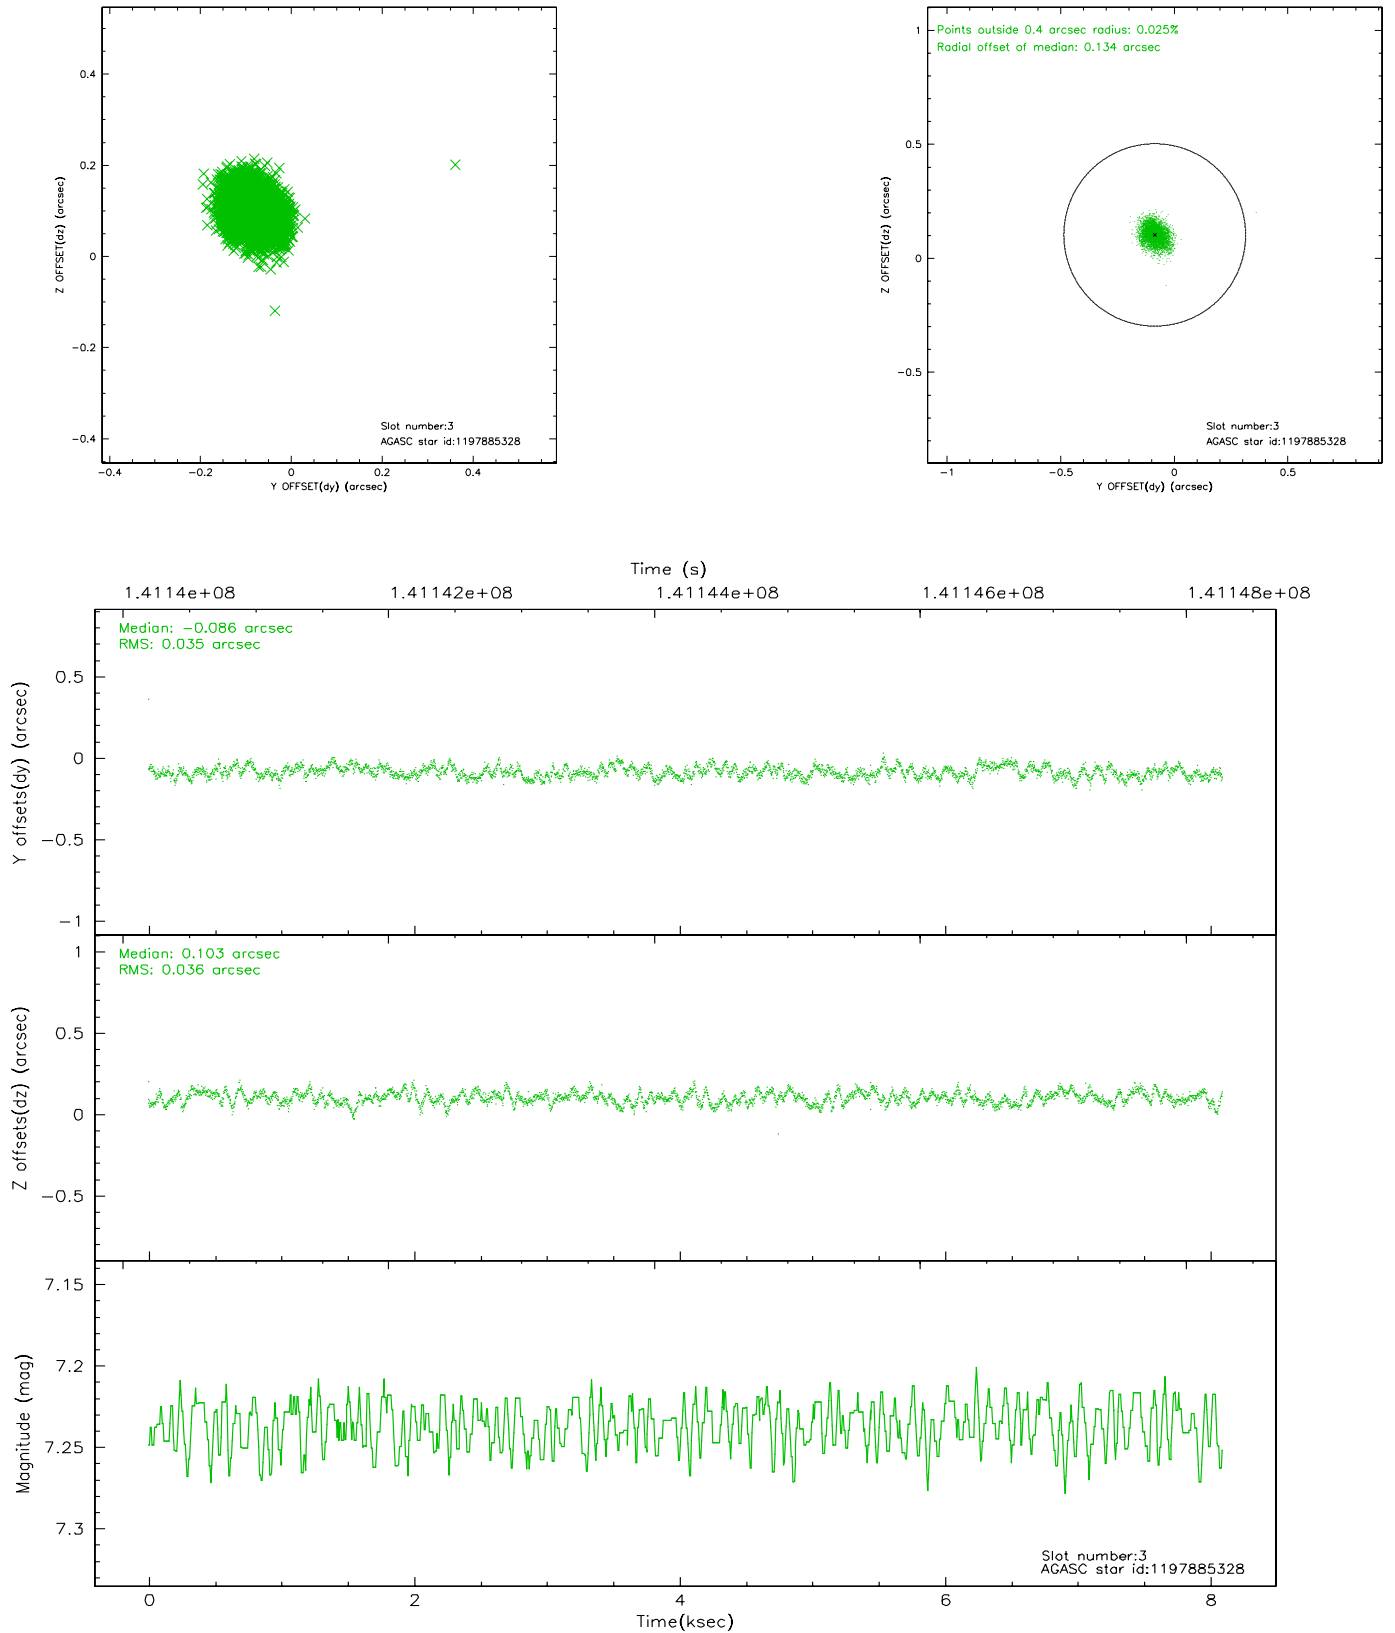 0.4
0.2
0
−0.2
−0.4
Z OFFSET(dz) (arcsec)
Slot number:3
AGASC star id:1197885328
−0.4 −0.2 0 0.2 0.4
Y OFFSET(dy) (arcsec)
Points outside 0.4 arcsec radius: 0.025%
Radial offset of median: 0.134 arcsec
1
0.5
0
−0.5
Z OFFSET(dz) (arcsec)
Slot number:3
AGASC star id:1197885328
−1 −0.5 0 0.5
Y OFFSET(dy) (arcsec)
Time (s)
1.4114e+08 1.41142e+08 1.41144e+08 1.41146e+08 1.41148e+08
Median: −0.086 arcsec
RMS: 0.035 arcsec
0.5
0
−0.5
−1
Y offsets(dy) (arcsec)
Median: 0.103 arcsec
RMS: 0.036 arcsec
1
0.5
0
−0.5
Z offsets(dz) (arcsec)
7.15
7.2
7.25
7.3
Magnitude (mag)
Slot number:3
AGASC star id:1197885328
0 2 4 6 8
Time(ksec)